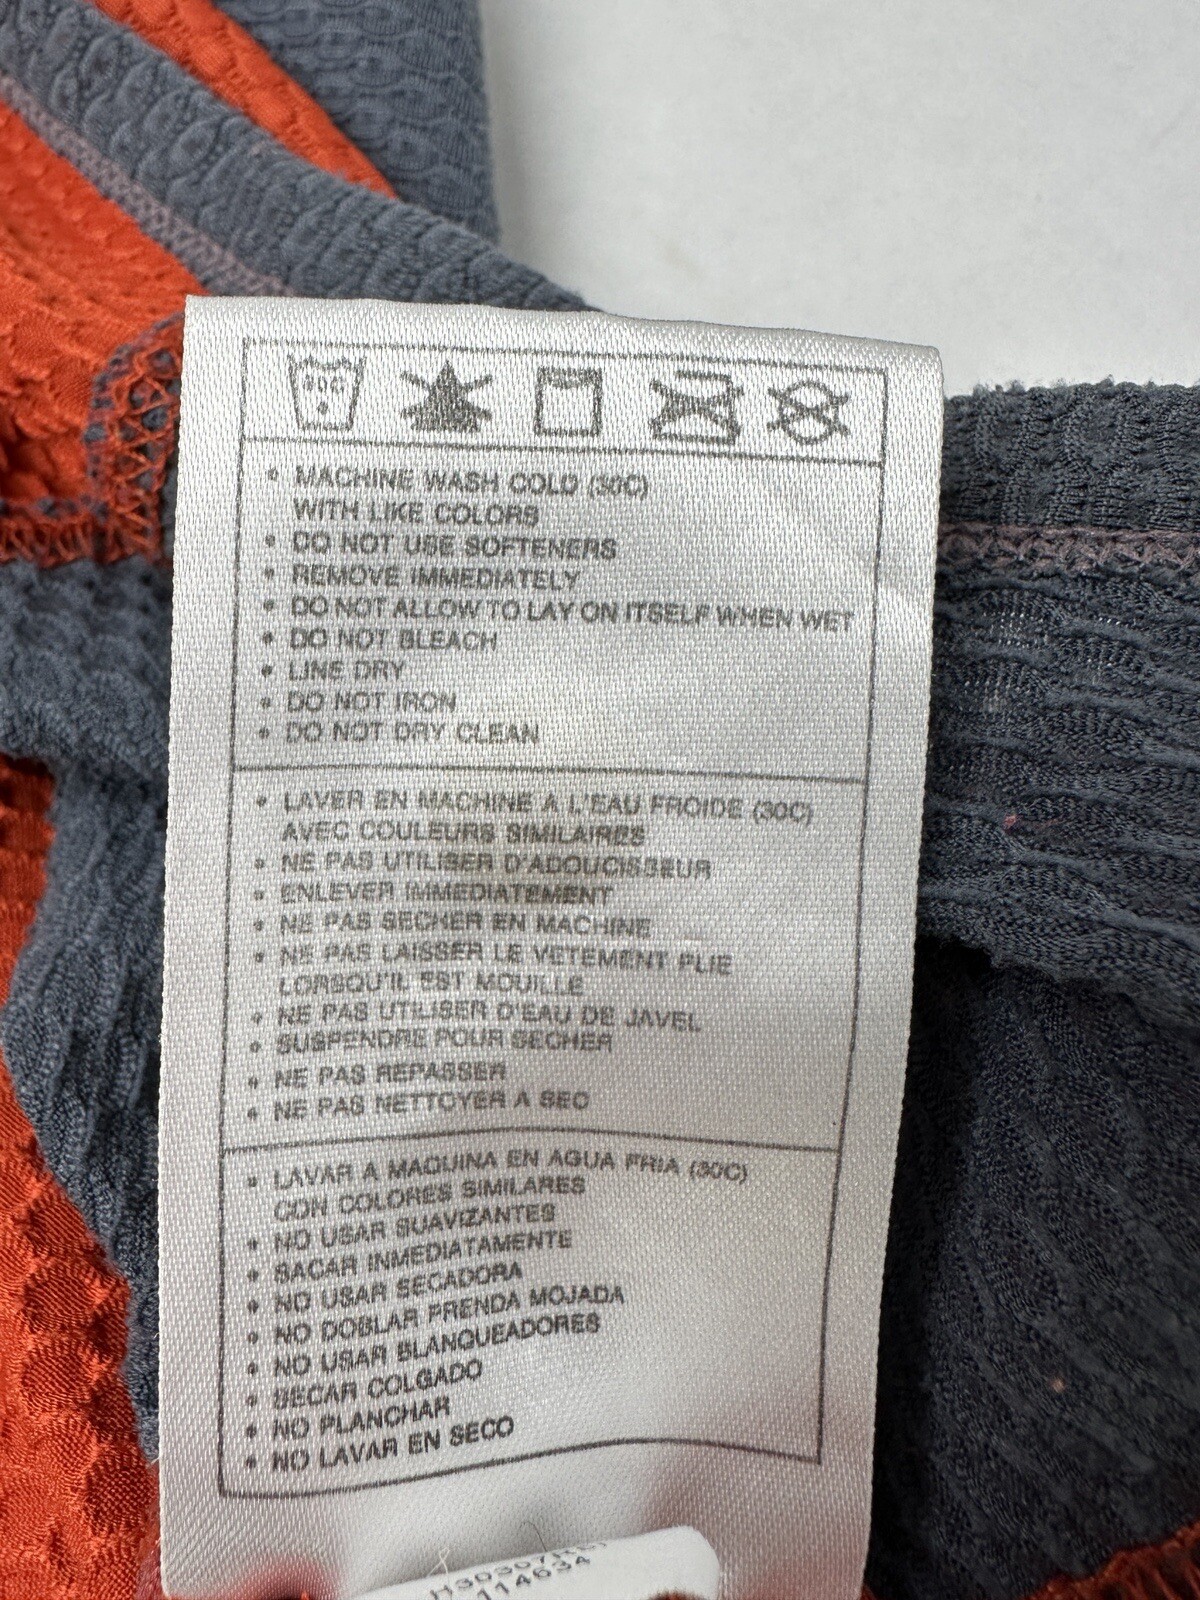 30C
• MACHINE WASH COLD (30C)
WITH LIKE COLORS
• DO NOT USE SOFTENERS
• REMOVE IMMEDIATELY
• DO NOT ALLOW TO LAY ON ITSELF WHEN WET
• DO NOT BLEACH
• LINE DRY
• DO NOT IRON
• DO NOT DRY CLEAN
• LAVER EN MACHINE A L'EAU FROIDE (30C)
AVEC COULEURS SIMILAIRES
• NE PAS UTILISER D'ADOUCISSEUR
• ENLEVER IMMEDIATEMENT
• NE PAS SECHER EN MACHINE
• NE PAS LAISSER LE VETEMENT PLIE
LORSQU'IL EST MOUILLE
• NE PAS UTILISER D'EAU DE JAVEL
• SUSPENDRE POUR SECHER
• NE PAS REPASSER
• NE PAS NETTOYER A SEC
• LAVAR A MAQUINA EN AGUA FRIA (30C)
CON COLORES SIMILARES
• NO USAR SUAVIZANTES
• SACAR INMEDIATAMENTE
• NO USAR SECADORA
• NO DOBLAR PRENDA MOJADA
• NO USAR BLANQUEADORES
• SECAR COLGADO
• NO PLANCHAR
• NO LAVAR EN SECO
114634